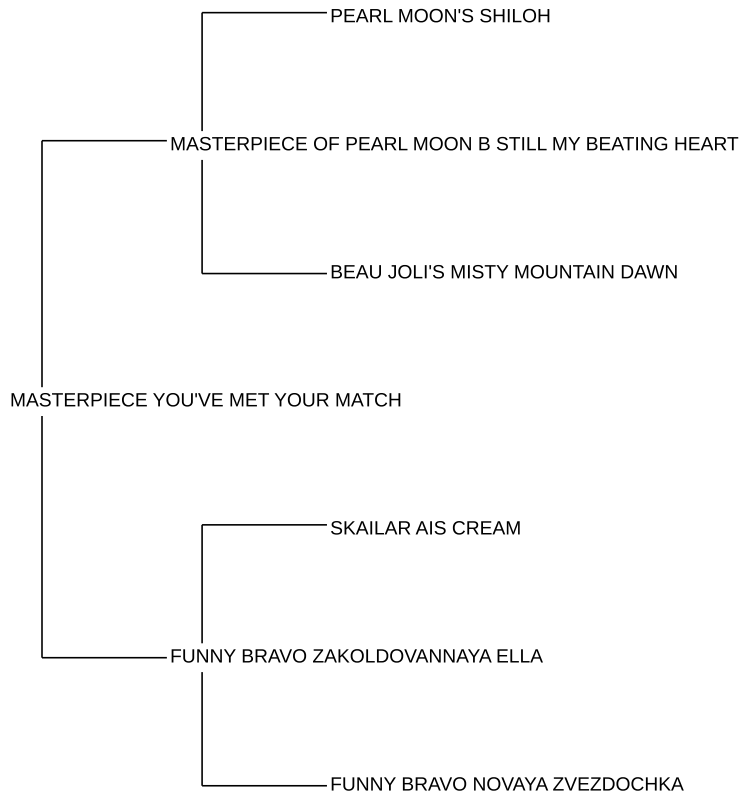 PEARL MOON'S SHILOH
MASTERPIECE OF PEARL MOON B STILL MY BEATING HEART
BEAU JOLI'S MISTY MOUNTAIN DAWN
MASTERPIECE YOU'VE MET YOUR MATCH
SKAILAR AIS CREAM
FUNNY BRAVO ZAKOLDOVANNAYA ELLA
FUNNY BRAVO NOVAYA ZVEZDOCHKA